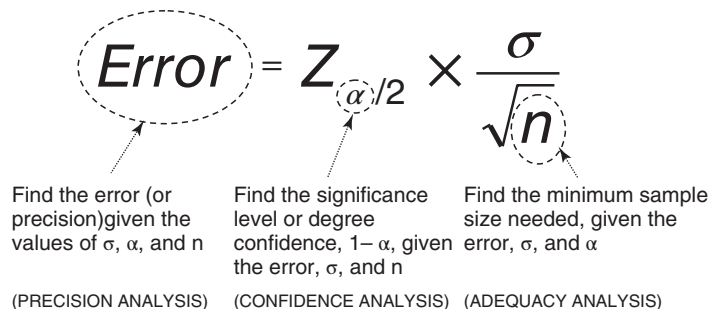 Error = Z α/2 × σ / √n
Find the error (or
precision)given the
values of σ, α, and n
(PRECISION ANALYSIS)
Find the significance
level or degree
confidence, 1– α, given
the error, σ, and n
(CONFIDENCE ANALYSIS)
Find the minimum sample
size needed, given the
error, σ, and α
(ADEQUACY ANALYSIS)